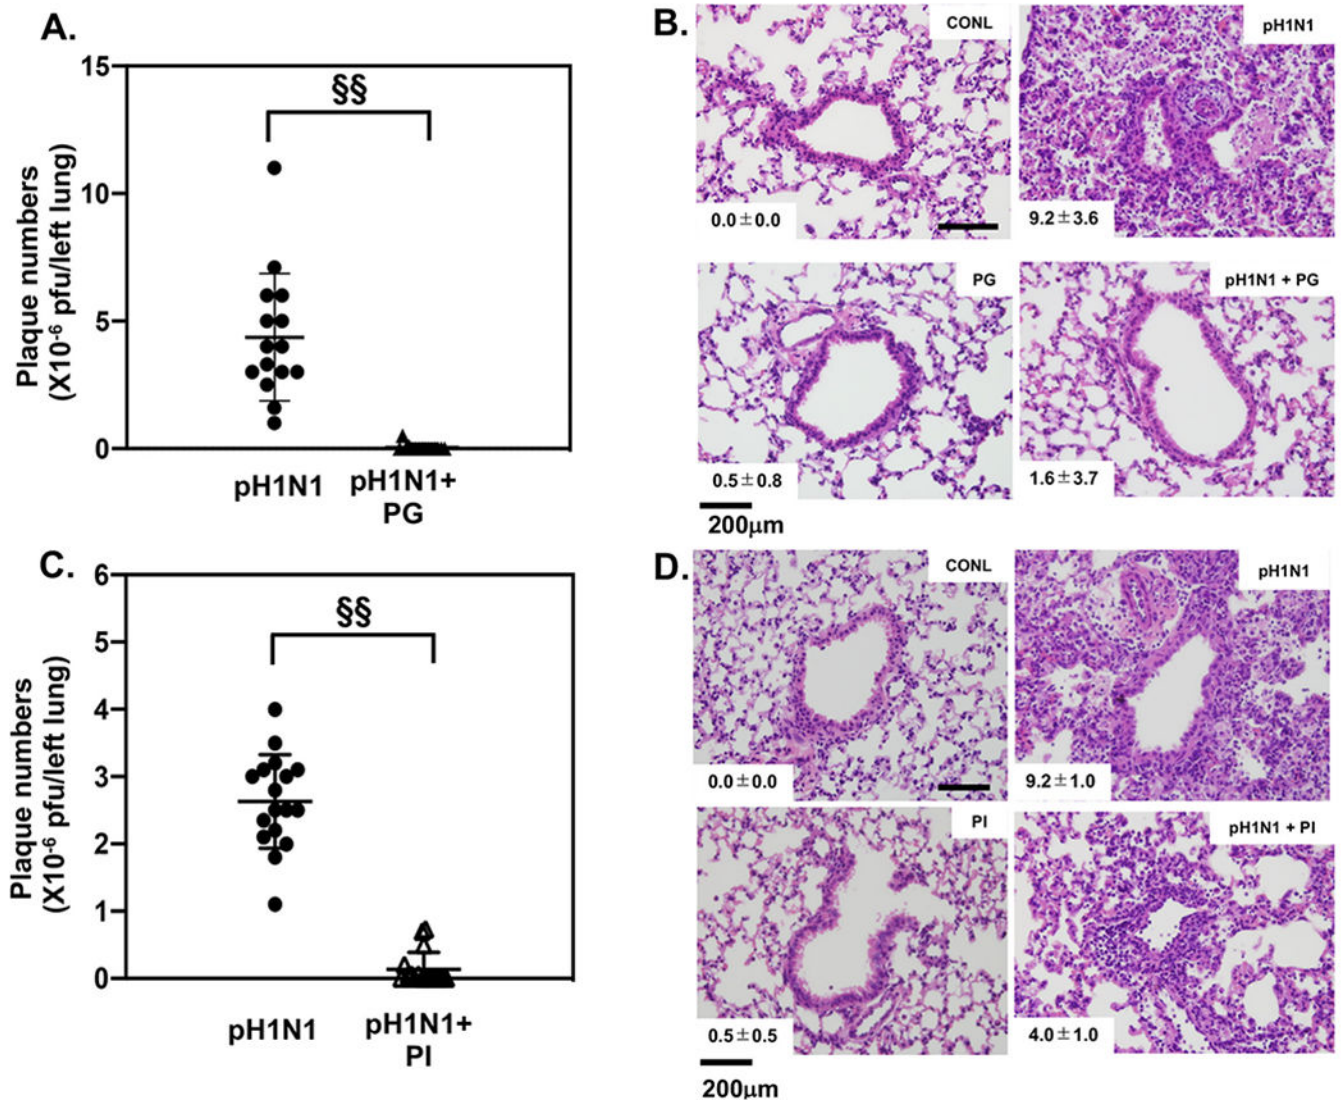 A.
15
10
5
0
Plaque numbers
(X10⁻⁶ pfu/left lung)
§§
pH1N1
pH1N1+
PG
B.
CONL
0.0±0.0
pH1N1
9.2±3.6
PG
0.5±0.8
pH1N1 + PG
1.6±3.7
200μm
C.
6
5
4
3
2
1
0
Plaque numbers
(X10⁻⁶ pfu/left lung)
§§
pH1N1
pH1N1+
PI
D.
CONL
0.0±0.0
pH1N1
9.2±1.0
PI
0.5±0.5
pH1N1 + PI
4.0±1.0
200μm